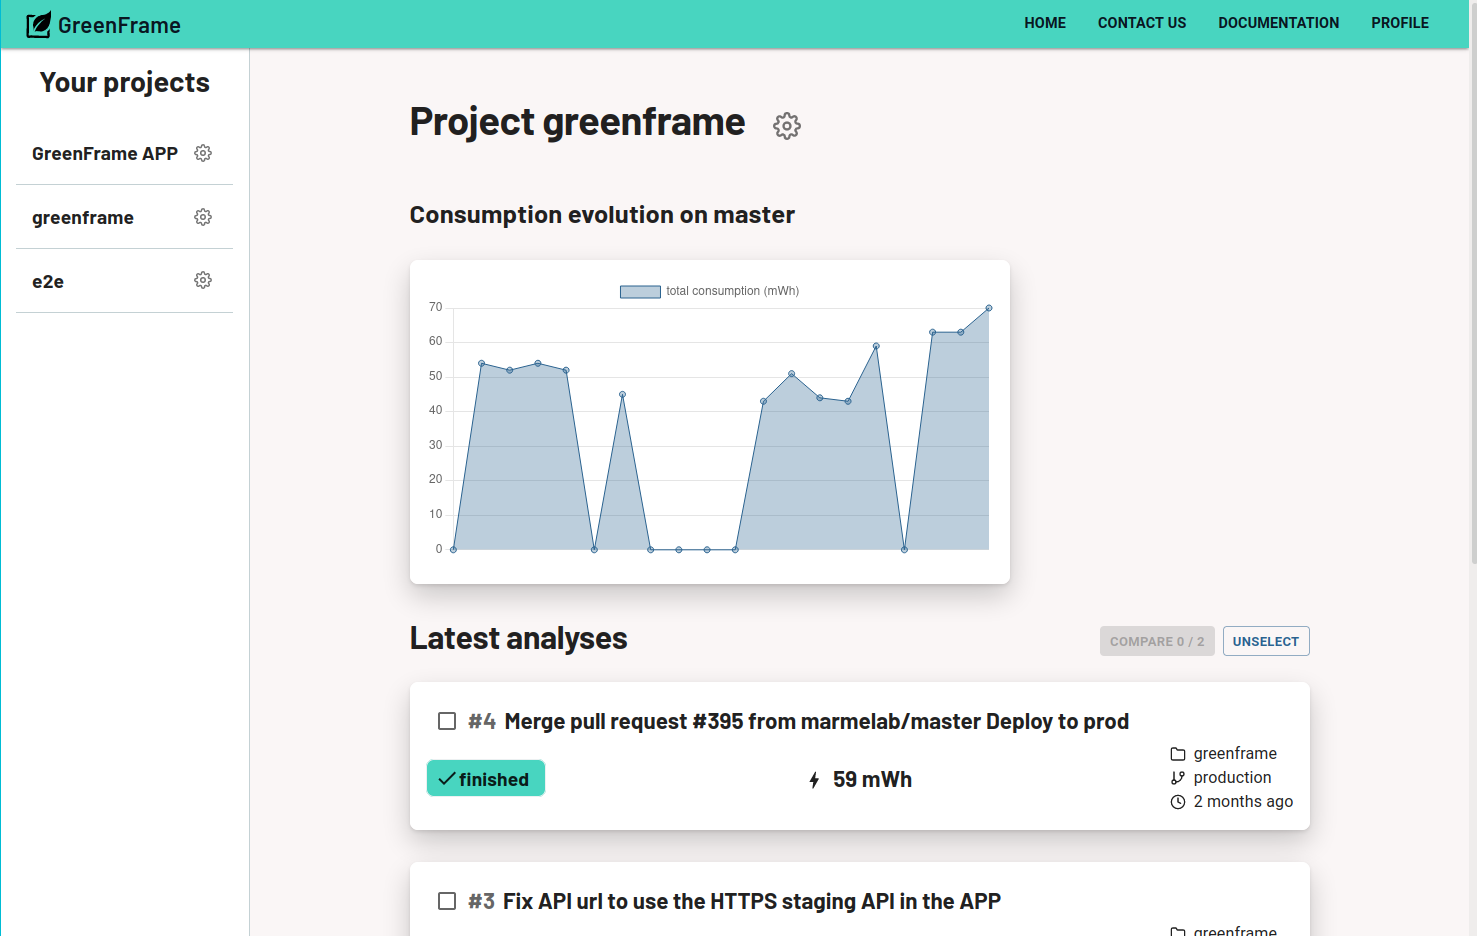 GreenFrame
HOME CONTACT US DOCUMENTATION PROFILE
Your projects
GreenFrame APP
greenframe
e2e
Project greenframe
Consumption evolution on master
total consumption (mWh)
70
60
50
40
30
20
10
0
Latest analyses
COMPARE 0 / 2 UNSELECT
#4 Merge pull request #395 from marmelab/master Deploy to prod
finished
59 mWh
greenframe
production
2 months ago
#3 Fix API url to use the HTTPS staging API in the APP
greenframe